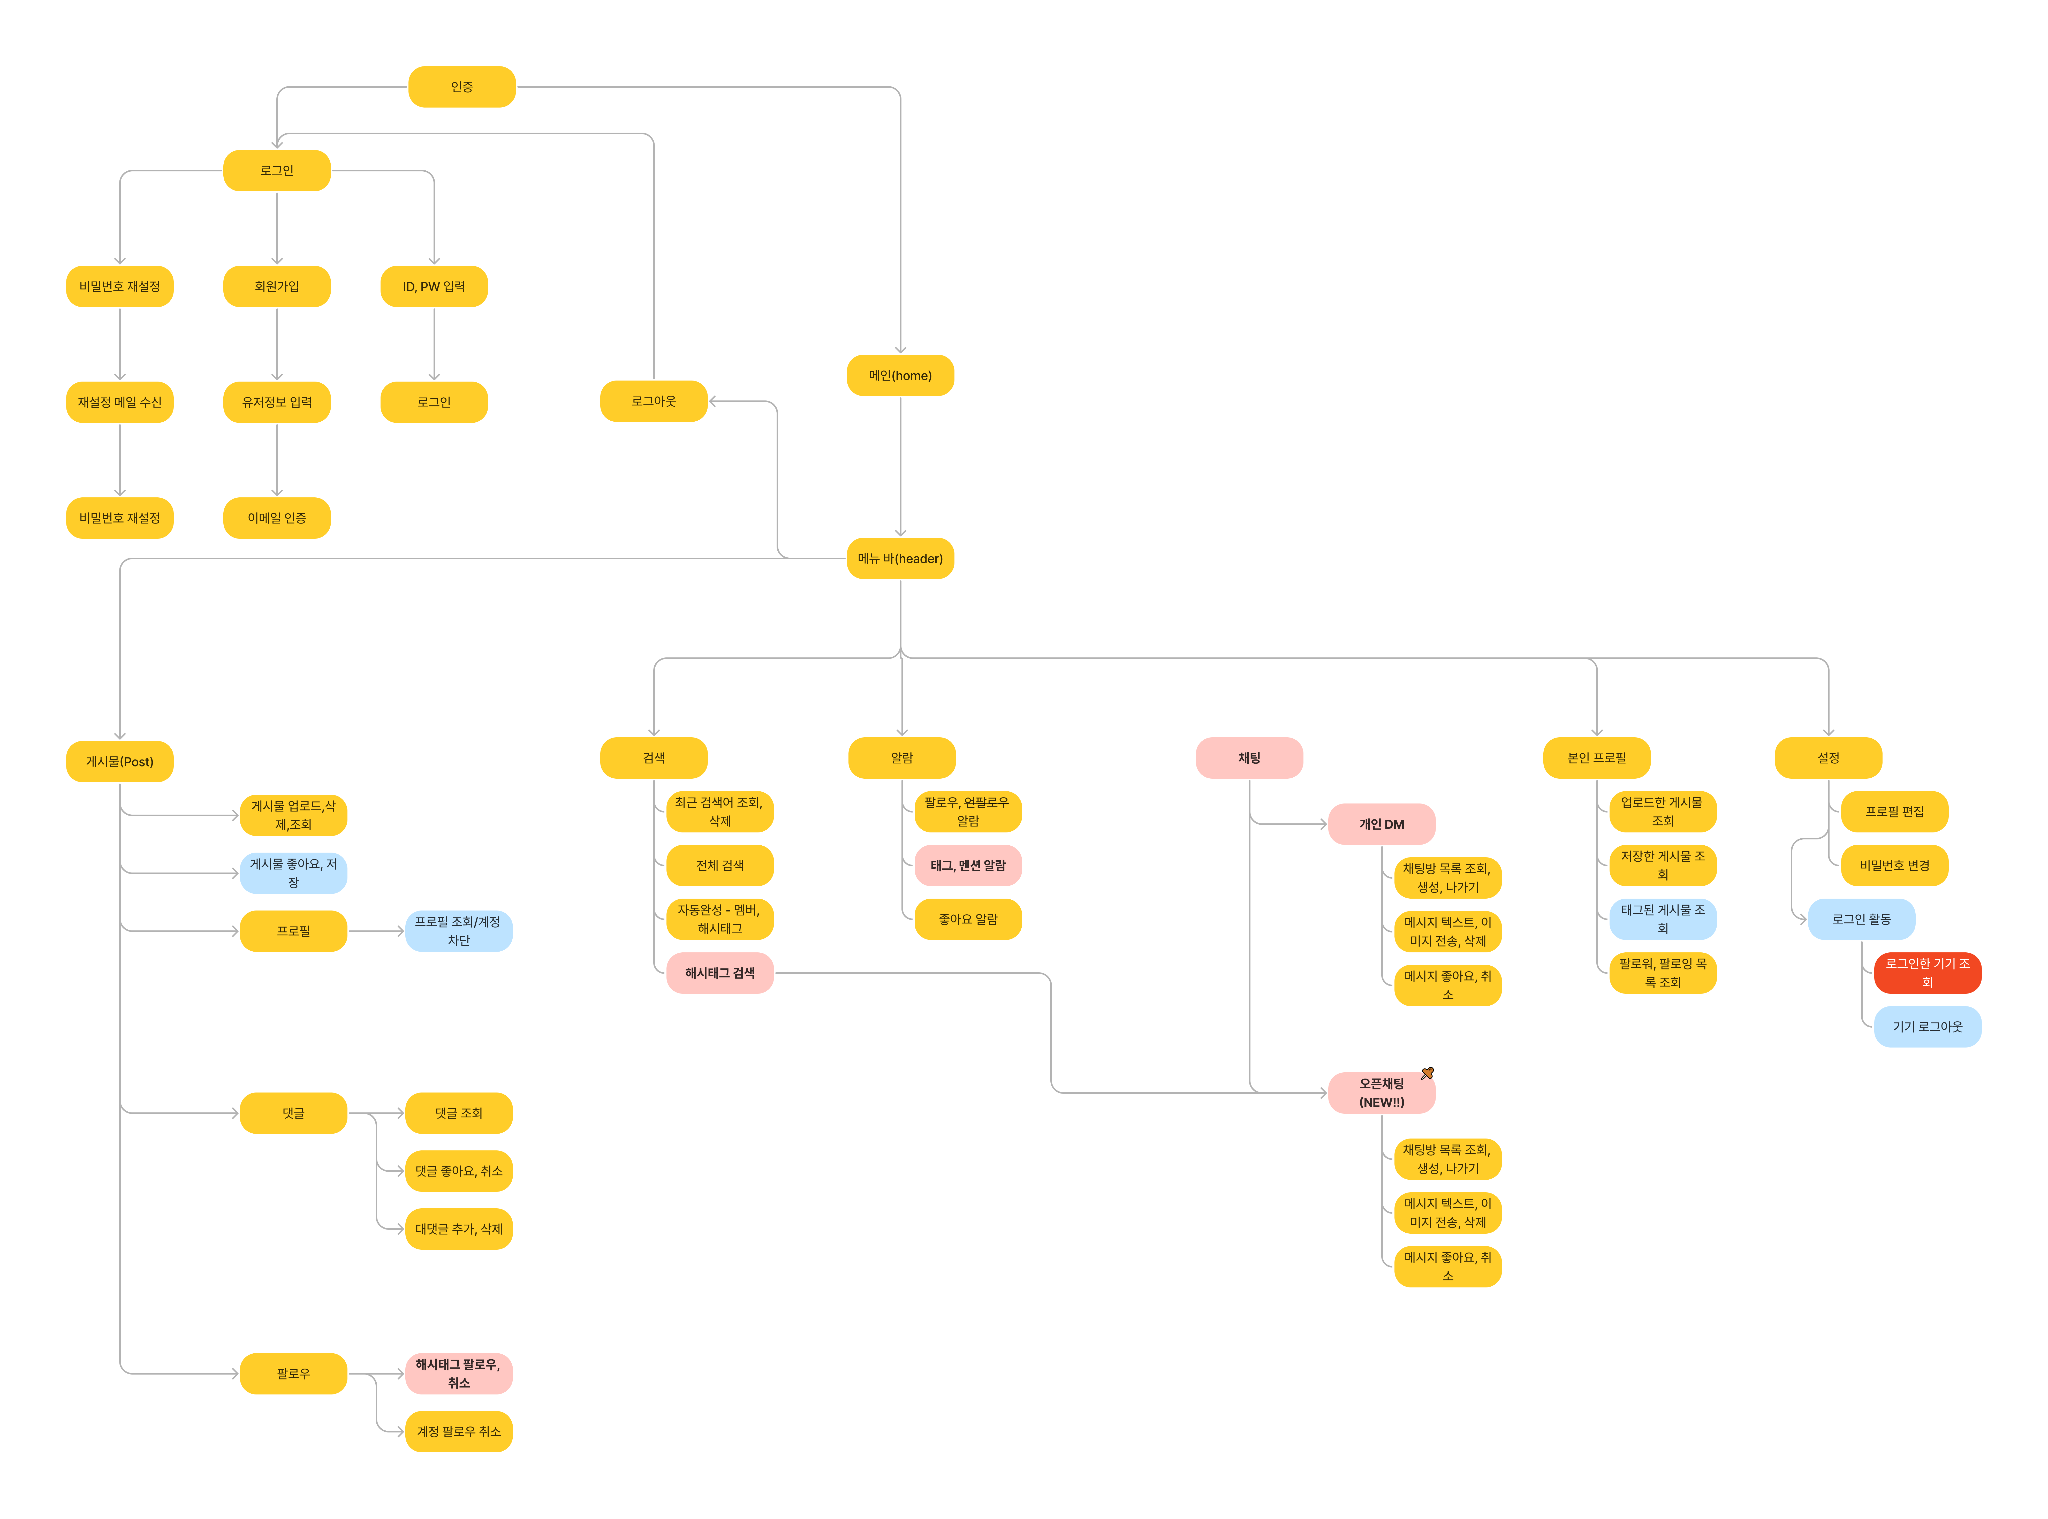 인증
로그인
비밀번호 재설정
회원가입
ID, PW 입력
재설정 메일 수신
유저정보 입력
로그인
로그아웃
메인(home)
비밀번호 재설정
이메일 인증
메뉴 바(header)
게시물(Post)
게시물 업로드,삭
제,조회
게시물 좋아요, 저
장
프로필
프로필 조회/계정
차단
댓글
댓글 조회
댓글 좋아요, 취소
대댓글 추가, 삭제
팔로우
해시태그 팔로우,
취소
계정 팔로우 취소
검색
최근 검색어 조회,
삭제
전체 검색
자동완성 - 멤버,
해시태그
해시태그 검색
알람
팔로우, 언팔로우
알람
태그, 멘션 알람
좋아요 알람
채팅
개인 DM
채팅방 목록 조회,
생성, 나가기
메시지 텍스트, 이
미지 전송, 삭제
메시지 좋아요, 취
소
오픈채팅
(NEW!!)
채팅방 목록 조회,
생성, 나가기
메시지 텍스트, 이
미지 전송, 삭제
메시지 좋아요, 취
소
본인 프로필
업로드한 게시물
조회
저장한 게시물 조
회
태그된 게시물 조
회
팔로워, 팔로잉 목
록 조회
설정
프로필 편집
비밀번호 변경
로그인 활동
로그인한 기기 조
회
기기 로그아웃